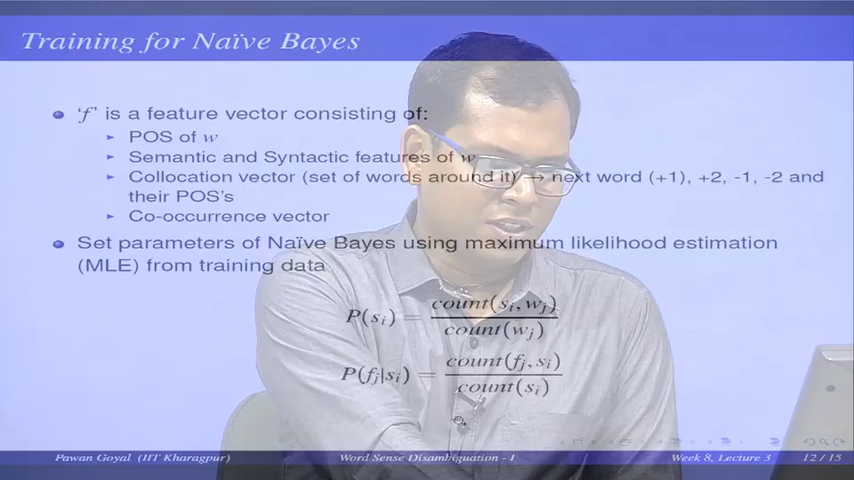 Training for Naïve Bayes
'f' is a feature vector consisting of:
POS of w
Semantic and Syntactic features of w
Collocation vector (set of words around it) → next word (+1), +2, -1, -2 and
their POS's
Co-occurrence vector
Set parameters of Naïve Bayes using maximum likelihood estimation
(MLE) from training data
P(s_i) = count(s_i, w_j) / count(w_j)
P(f_j|s_i) = count(f_j, s_i) / count(s_i)
Pawan Goyal (IIT Kharagpur) Word Sense Disambiguation - I Week 8, Lecture 3 12 / 15